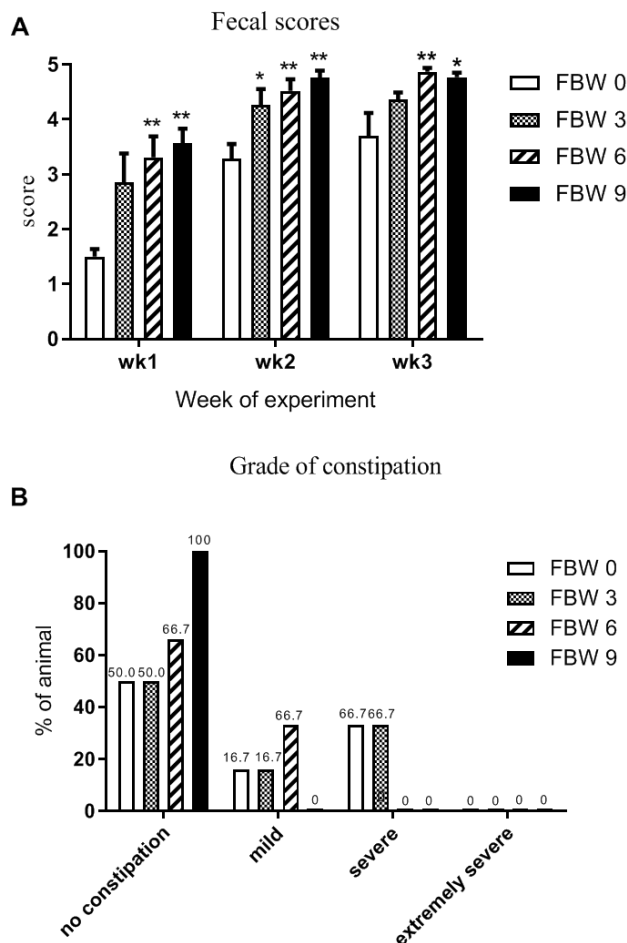 A
Fecal scores
** ** * ** ** ** *
5
4
3
2
1
0
score
wk1 wk2 wk3
Week of experiment
FBW 0
FBW 3
FBW 6
FBW 9
Grade of constipation
B
100
80
60
40
20
0
% of animal
50.0 50.0 66.7 100
16.7 16.7 66.7 0
66.7 66.7 0 0
0 0 0 0
no constipation
mild
severe
extremely severe
FBW 0
FBW 3
FBW 6
FBW 9